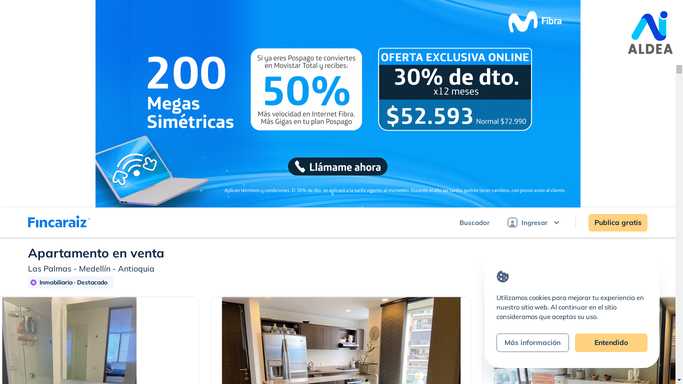 Fibra
ALDEA
200
Megas
Simétricas
Si ya eres Pospago te conviertes
en Movistar Total y recibes.
50%
Más velocidad en Internet Fibra.
Más Gigas en tu plan Pospago
OFERTA EXCLUSIVA ONLINE
30% de dto.
x12 meses
$52.593 Normal $72.990
Llámame ahora
Fincaraiz
Buscador
Ingresar
Publica gratis
Apartamento en venta
Las Palmas - Medellín - Antioquia
Inmobiliaria · Destacado
Utilizamos cookies para mejorar tu experiencia en
nuestro sitio web. Al continuar en el sitio
consideramos que aceptas su uso.
Más información
Entendido